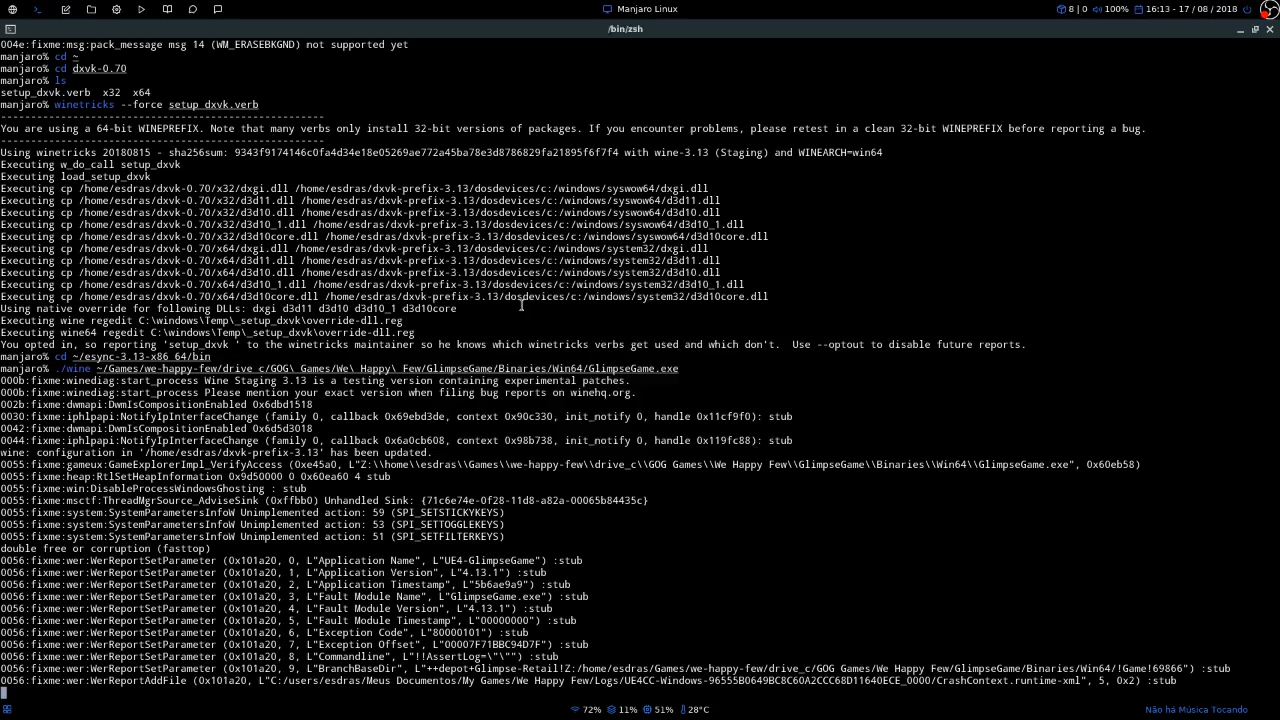 Manjaro Linux
8 | 0 100% 16:13 - 17 / 08 / 2018
/bin/zsh
004e:fixme:msg:pack_message msg 14 (WM_ERASEBKGND) not supported yet
manjaro% cd ~
manjaro% cd dxvk-0.70
manjaro% ls
setup_dxvk.verb  x32  x64
manjaro% winetricks --force setup_dxvk.verb
------------------------------------------------------
You are using a 64-bit WINEPREFIX. Note that many verbs only install 32-bit versions of packages. If you encounter problems, please retest in a clean 32-bit WINEPREFIX before reporting a bug.
------------------------------------------------------
Using winetricks 20180815 - sha256sum: 9343f9174146c0fa4d34e18e05269ae772a45ba78e3d8786829fa21895f6f7f4 with wine-3.13 (Staging) and WINEARCH=win64
Executing w_do_call setup_dxvk
Executing load_setup_dxvk
Executing cp /home/esdras/dxvk-0.70/x32/dxgi.dll /home/esdras/dxvk-prefix-3.13/dosdevices/c:/windows/syswow64/dxgi.dll
Executing cp /home/esdras/dxvk-0.70/x32/d3d11.dll /home/esdras/dxvk-prefix-3.13/dosdevices/c:/windows/syswow64/d3d11.dll
Executing cp /home/esdras/dxvk-0.70/x32/d3d10.dll /home/esdras/dxvk-prefix-3.13/dosdevices/c:/windows/syswow64/d3d10.dll
Executing cp /home/esdras/dxvk-0.70/x32/d3d10_1.dll /home/esdras/dxvk-prefix-3.13/dosdevices/c:/windows/syswow64/d3d10_1.dll
Executing cp /home/esdras/dxvk-0.70/x32/d3d10core.dll /home/esdras/dxvk-prefix-3.13/dosdevices/c:/windows/syswow64/d3d10core.dll
Executing cp /home/esdras/dxvk-0.70/x64/dxgi.dll /home/esdras/dxvk-prefix-3.13/dosdevices/c:/windows/system32/dxgi.dll
Executing cp /home/esdras/dxvk-0.70/x64/d3d11.dll /home/esdras/dxvk-prefix-3.13/dosdevices/c:/windows/system32/d3d11.dll
Executing cp /home/esdras/dxvk-0.70/x64/d3d10.dll /home/esdras/dxvk-prefix-3.13/dosdevices/c:/windows/system32/d3d10.dll
Executing cp /home/esdras/dxvk-0.70/x64/d3d10_1.dll /home/esdras/dxvk-prefix-3.13/dosdevices/c:/windows/system32/d3d10_1.dll
Executing cp /home/esdras/dxvk-0.70/x64/d3d10core.dll /home/esdras/dxvk-prefix-3.13/dosdevices/c:/windows/system32/d3d10core.dll
Using native override for following DLLs: dxgi d3d11 d3d10 d3d10_1 d3d10core
Executing wine regedit C:\windows\Temp\_setup_dxvk\override-dll.reg
Executing wine64 regedit C:\windows\Temp\_setup_dxvk\override-dll.reg
You opted in, so reporting 'setup_dxvk ' to the winetricks maintainer so he knows which winetricks verbs get used and which don't.  Use --optout to disable future reports.
manjaro% cd ~/esync-3.13-x86_64/bin
manjaro% ./wine ~/Games/we-happy-few/drive_c/GOG\ Games/We\ Happy\ Few/GlimpseGame/Binaries/Win64/GlimpseGame.exe
000b:fixme:winediag:start_process Wine Staging 3.13 is a testing version containing experimental patches.
000b:fixme:winediag:start_process Please mention your exact version when filing bug reports on winehq.org.
002b:fixme:dwmapi:DwmIsCompositionEnabled 0x6dbd1518
0030:fixme:iphlpapi:NotifyIpInterfaceChange (family 0, callback 0x69ebd3de, context 0x90c330, init_notify 0, handle 0x11cf9f0): stub
0042:fixme:dwmapi:DwmIsCompositionEnabled 0x6d5d3018
0044:fixme:iphlpapi:NotifyIpInterfaceChange (family 0, callback 0x6a0cb608, context 0x98b738, init_notify 0, handle 0x119fc88): stub
wine: configuration in '/home/esdras/dxvk-prefix-3.13' has been updated.
0055:fixme:gameux:GameExplorerImpl_VerifyAccess (0xe45a0, L"Z:\\home\\esdras\\Games\\we-happy-few\\drive_c\\GOG Games\\We Happy Few\\GlimpseGame\\Binaries\\Win64\\GlimpseGame.exe", 0x60eb58)
0055:fixme:heap:RtlSetHeapInformation 0x9d50000 0 0x60ea60 4 stub
0055:fixme:win:DisableProcessWindowsGhosting : stub
0055:fixme:msctf:ThreadMgrSource_AdviseSink (0xffbb0) Unhandled Sink: {71c6e74e-0f28-11d8-a82a-00065b84435c}
0055:fixme:system:SystemParametersInfoW Unimplemented action: 59 (SPI_SETSTICKYKEYS)
0055:fixme:system:SystemParametersInfoW Unimplemented action: 53 (SPI_SETTOGGLEKEYS)
0055:fixme:system:SystemParametersInfoW Unimplemented action: 51 (SPI_SETFILTERKEYS)
double free or corruption (fasttop)
0056:fixme:wer:WerReportSetParameter (0x101a20, 0, L"Application Name", L"UE4-GlimpseGame") :stub
0056:fixme:wer:WerReportSetParameter (0x101a20, 1, L"Application Version", L"4.13.1") :stub
0056:fixme:wer:WerReportSetParameter (0x101a20, 2, L"Application Timestamp", L"5b6ae9a9") :stub
0056:fixme:wer:WerReportSetParameter (0x101a20, 3, L"Fault Module Name", L"GlimpseGame.exe") :stub
0056:fixme:wer:WerReportSetParameter (0x101a20, 4, L"Fault Module Version", L"4.13.1") :stub
0056:fixme:wer:WerReportSetParameter (0x101a20, 5, L"Fault Module Timestamp", L"00000000") :stub
0056:fixme:wer:WerReportSetParameter (0x101a20, 6, L"Exception Code", L"80000101") :stub
0056:fixme:wer:WerReportSetParameter (0x101a20, 7, L"Exception Offset", L"00007F71BBC94D7F") :stub
0056:fixme:wer:WerReportSetParameter (0x101a20, 8, L"Commandline", L"!!AssertLog=\"\"") :stub
0056:fixme:wer:WerReportSetParameter (0x101a20, 9, L"BranchBaseDir", L"++depot+Glimpse-Retail!Z:/home/esdras/Games/we-happy-few/drive_c/GOG Games/We Happy Few/GlimpseGame/Binaries/Win64/!Game!69866") :stub
0056:fixme:wer:WerReportAddFile (0x101a20, L"C:/users/esdras/Meus Documentos/My Games/We Happy Few/Logs/UE4CC-Windows-96555B0649BC8C60A2CCC68D11640ECE_0000/CrashContext.runtime-xml", 5, 0x2) :stub
72% 11% 51% 28°C
Não há Música Tocando